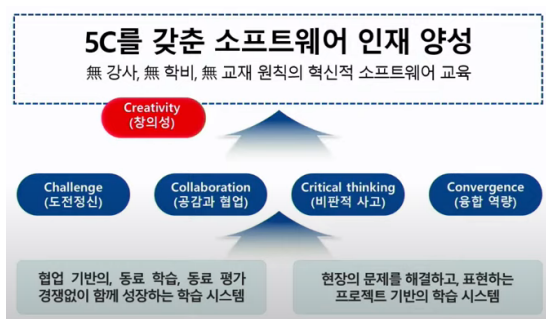 5C를 갖춘 소프트웨어 인재 양성
無 강사, 無 학비, 無 교재 원칙의 혁신적 소프트웨어 교육
Creativity
(창의성)
Challenge
(도전정신)
Collaboration
(공감과 협업)
Critical thinking
(비판적 사고)
Convergence
(융합 역량)
협업 기반의, 동료 학습, 동료 평가
경쟁없이 함께 성장하는 학습 시스템
현장의 문제를 해결하고, 표현하는
프로젝트 기반의 학습 시스템